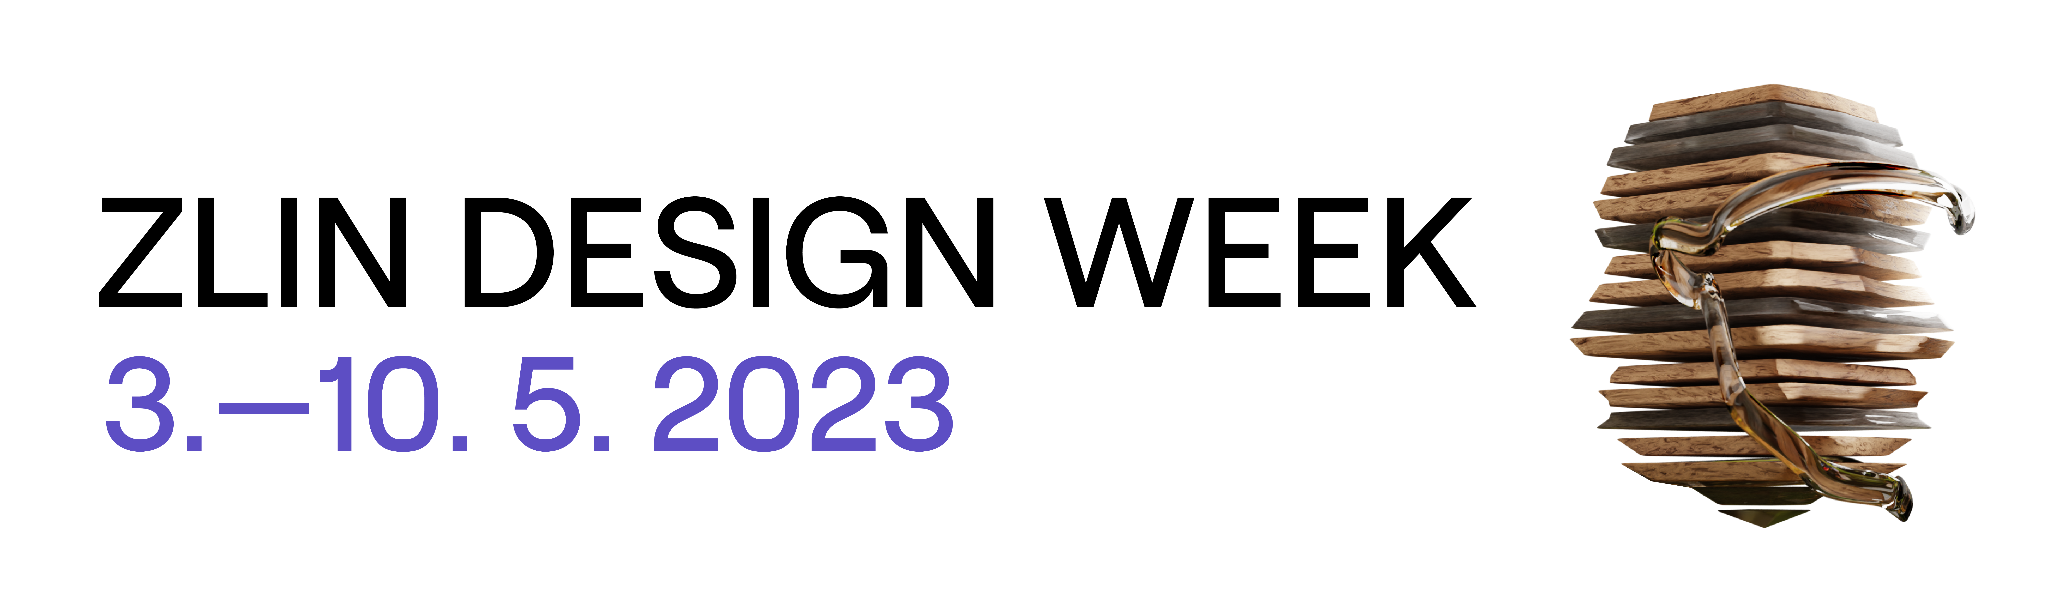 ZLIN DESIGN WEEK
3.—10. 5. 2023